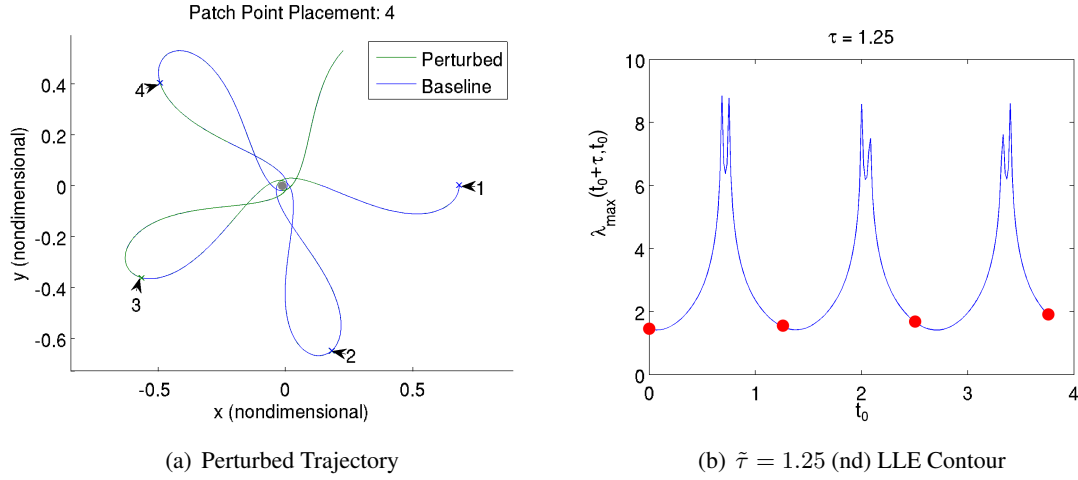 Patch Point Placement: 4
Perturbed
Baseline
0.4
0.2
0
-0.2
-0.4
-0.6
y (nondimensional)
4
1
3
2
-0.5
0
0.5
x (nondimensional)
(a) Perturbed Trajectory
τ = 1.25
10
8
6
4
2
0
λmax(t0+τ,t0)
0
1
2
3
4
t0
(b) τ̃ = 1.25 (nd) LLE Contour